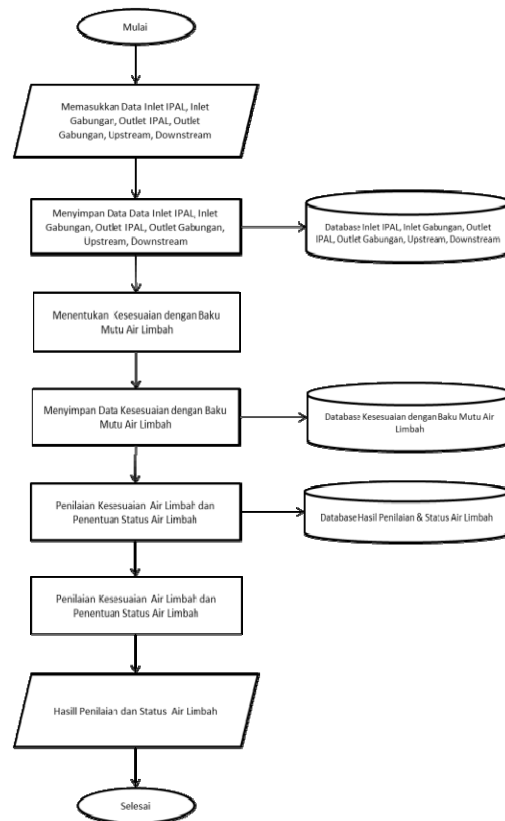 Mulai
Memasukkan Data Inlet IPAL, Inlet
Gabungan, Outlet IPAL, Outlet
Gabungan, Upstream, Downstream
Menyimpan Data Data Inlet IPAL, Inlet
Gabungan, Outlet IPAL, Outlet Gabungan,
Upstream, Downstream
Database Inlet IPAL, Inlet Gabungan, Outlet
IPAL, Outlet Gabungan, Upstream, Downstream
Menentukan Kesesuaian dengan Baku
Mutu Air Limbah
Menyimpan Data Kesesuaian dengan Baku
Mutu Air Limbah
Database Kesesuaian dengan Baku Mutu Air
Limbah
Penilaian Kesesuaian Air Limbah dan
Penentuan Status Air Limbah
Database Hasil Penilaian & Status Air Limbah
Penilaian Kesesuaian Air Limbah dan
Penentuan Status Air Limbah
Hasill Penilaian dan Status Air Limbah
Selesai